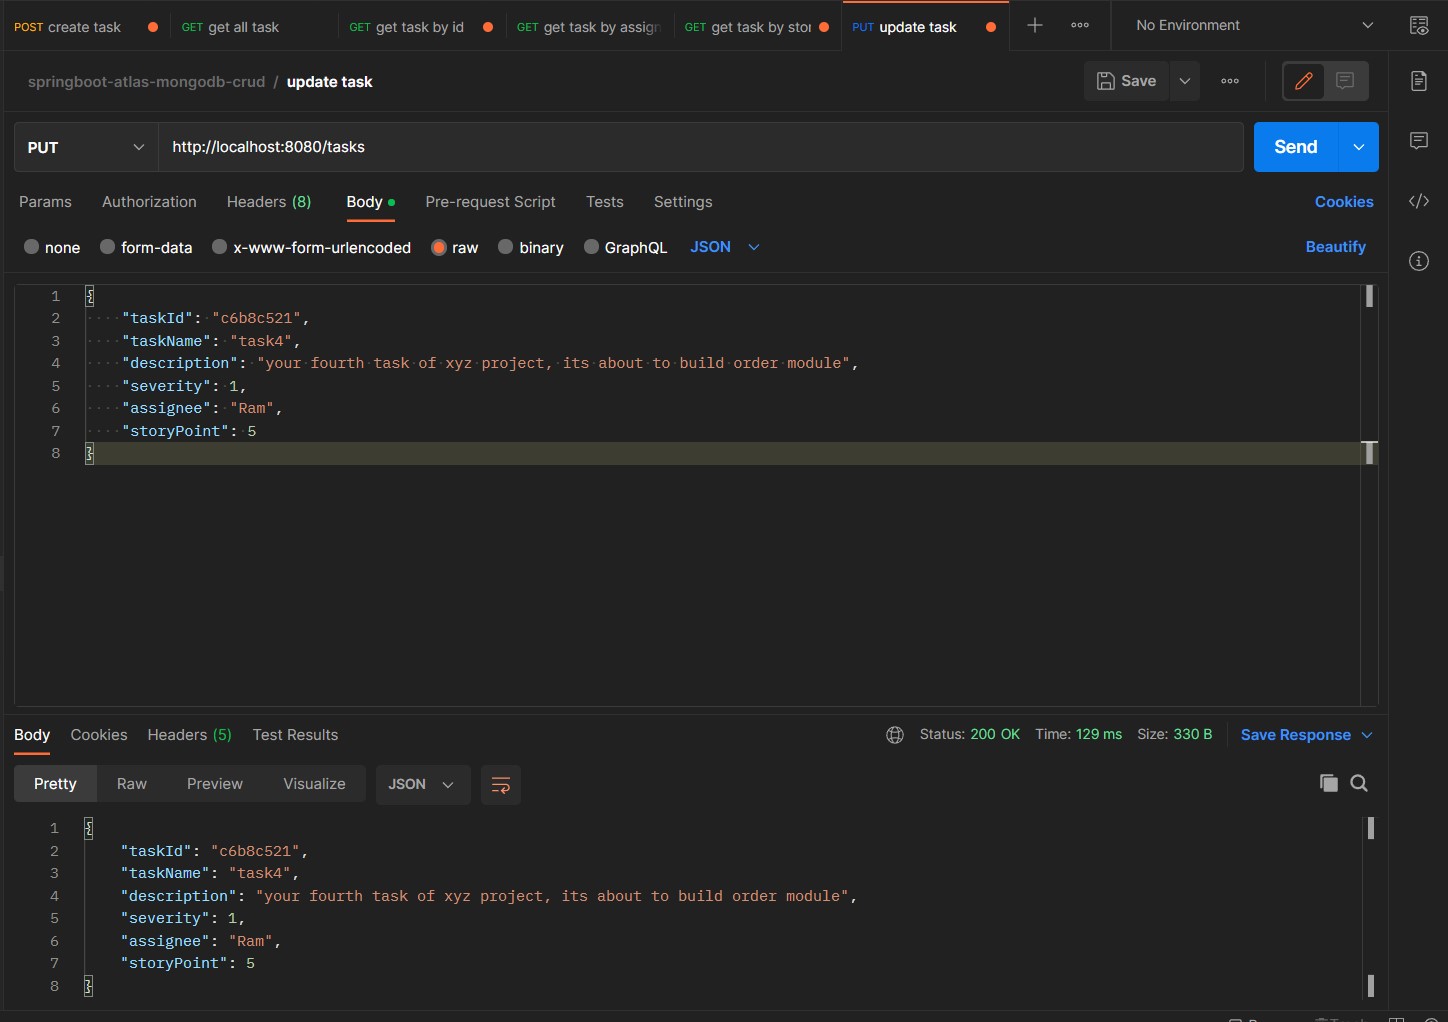 POST create task GET get all task GET get task by id GET get task by assign GET get task by stor PUT update task No Environment
springboot-atlas-mongodb-crud / update task Save
PUT http://localhost:8080/tasks Send
Params Authorization Headers (8) Body Pre-request Script Tests Settings Cookies
none form-data x-www-form-urlencoded raw binary GraphQL JSON Beautify
1 {
2 "taskId": "c6b8c521",
3 "taskName": "task4",
4 "description": "your fourth task of xyz project, its about to build order module",
5 "severity": 1,
6 "assignee": "Ram",
7 "storyPoint": 5
8 }
Body Cookies Headers (5) Test Results Status: 200 OK Time: 129 ms Size: 330 B Save Response
Pretty Raw Preview Visualize JSON
1 {
2 "taskId": "c6b8c521",
3 "taskName": "task4",
4 "description": "your fourth task of xyz project, its about to build order module",
5 "severity": 1,
6 "assignee": "Ram",
7 "storyPoint": 5
8 }